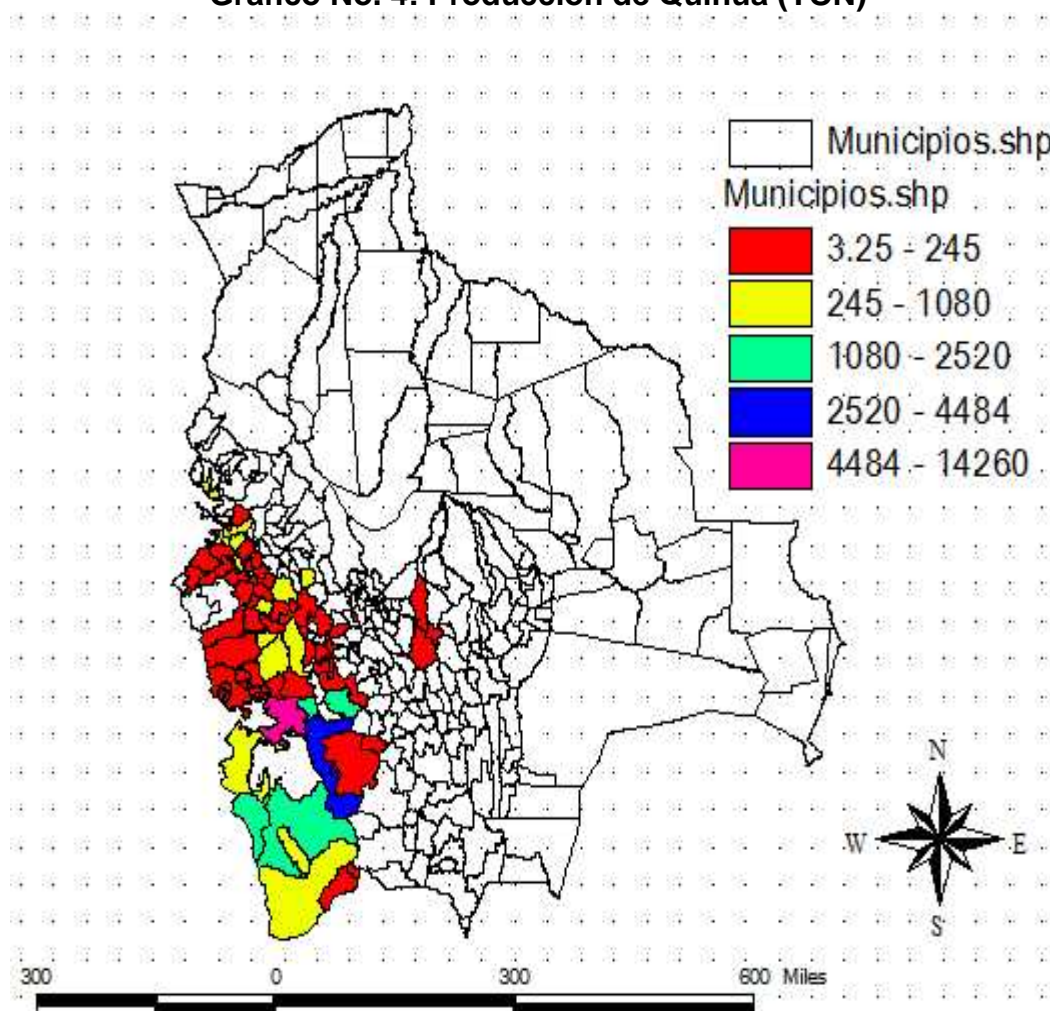 Gráfico No. 4: Producción de Quinua (TON)
Municipios.shp
Municipios.shp
3.25 - 245
245 - 1080
1080 - 2520
2520 - 4484
4484 - 14260
N
W
E
S
300
0
300
600 Miles